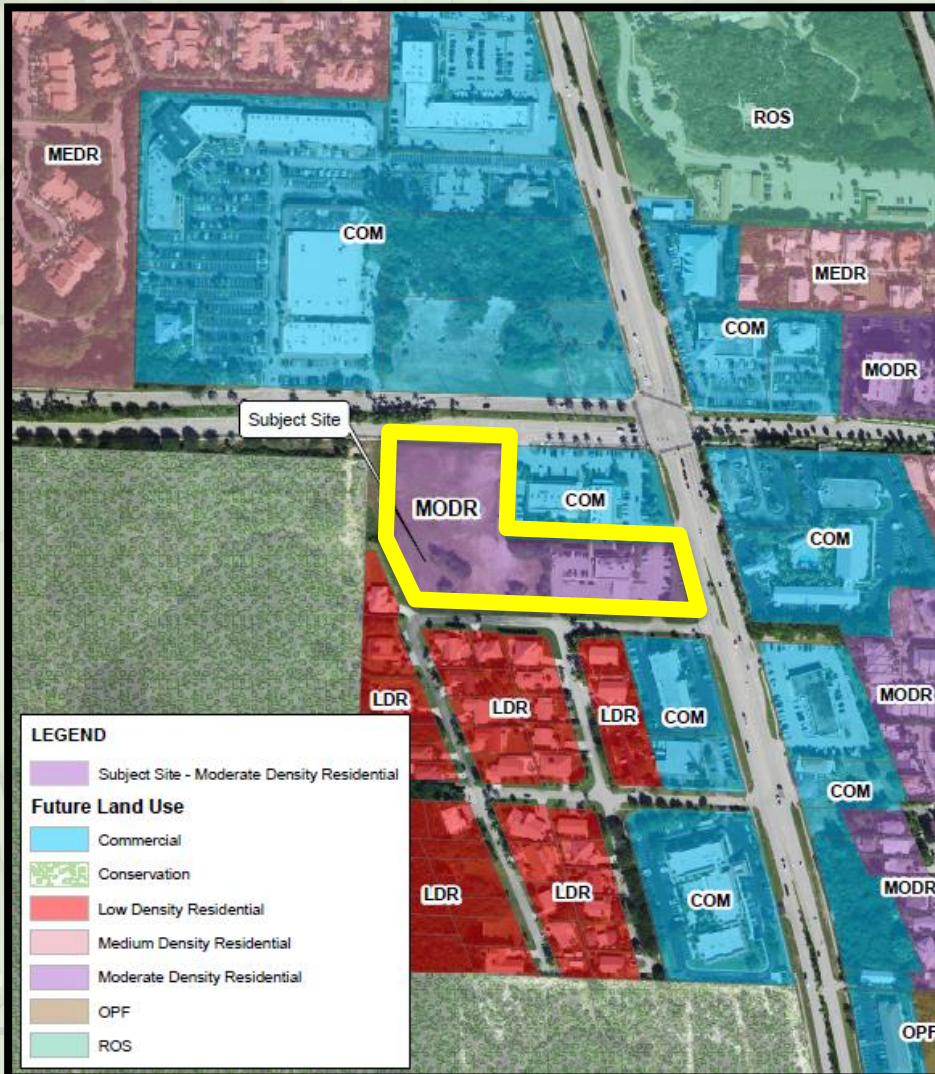 ROS
MEDR
COM
MEDR
COM
MODR
Subject Site
MODR
COM
COM
LDR
LDR
LDR
COM
MODR
COM
LDR
LDR
COM
MODR
OPF
LEGEND
Subject Site - Moderate Density Residential
Future Land Use
Commercial
Conservation
Low Density Residential
Medium Density Residential
Moderate Density Residential
OPF
ROS